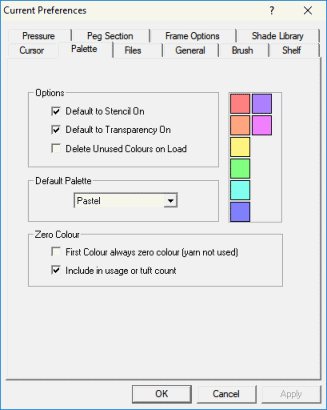 Current Preferences
Pressure Peg Section Frame Options Shade Library
Cursor Palette Files General Brush Shelf
Options
Default to Stencil On
Default to Transparency On
Delete Unused Colours on Load
Default Palette
Pastel
Zero Colour
First Colour always zero colour (yarn not used)
Include in usage or tuft count
OK Cancel Apply